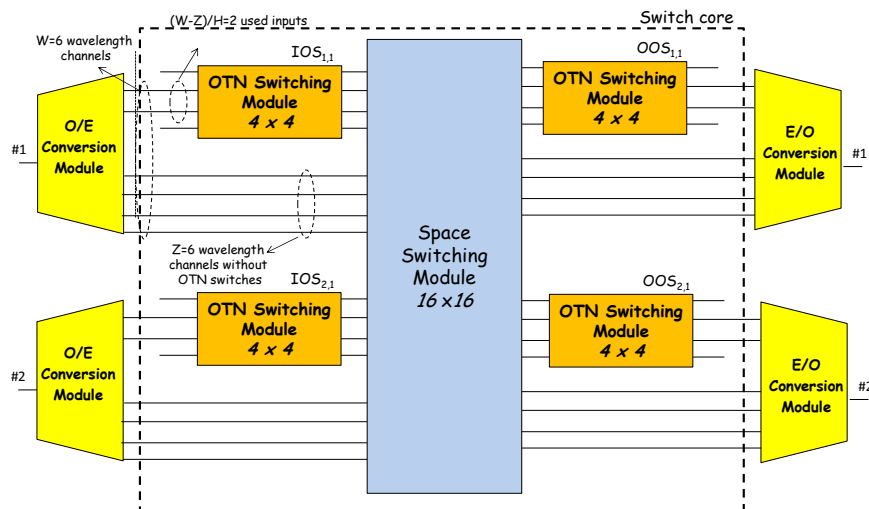 (W-Z)/H=2 used inputs
Switch core
W=6 wavelength
channels
IOS1,1
OOS1,1
OTN Switching
Module
4 x 4
OTN Switching
Module
4 x 4
O/E
Conversion
Module
#1
E/O
Conversion
Module
#1
Space
Switching
Module
16 x16
Z=6 wavelength
channels without
OTN switches
IOS2,1
OOS2,1
OTN Switching
Module
4 x 4
OTN Switching
Module
4 x 4
O/E
Conversion
Module
#2
E/O
Conversion
Module
#2